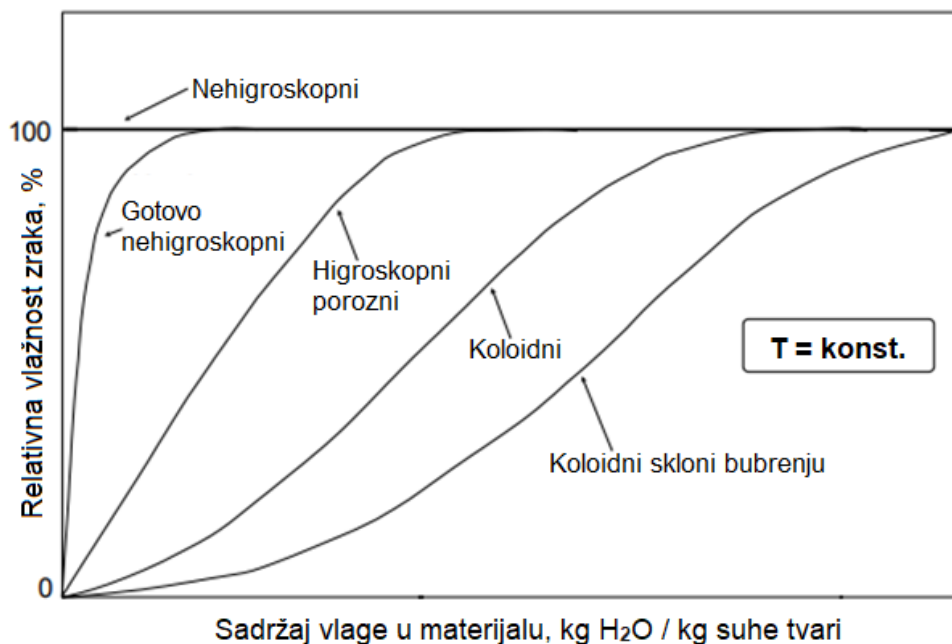 Nehigroskopni
100
Gotovo
nehigroskopni
Higroskopni
porozni
Koloidni
T = konst.
Koloidni skloni bubrenju
0
Relativna vlažnost zraka, %
Sadržaj vlage u materijalu, kg H₂O / kg suhe tvari